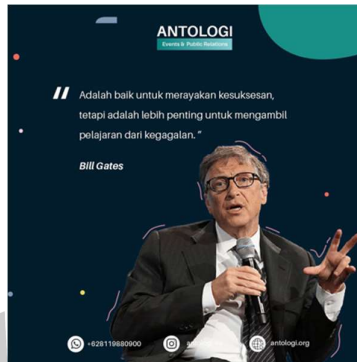 ANTOLOGI
Events & Public Relations
" Adalah baik untuk merayakan kesuksesan,
tetapi adalah lebih penting untuk mengambil
pelajaran dari kegagalan. "
Bill Gates
+628119880900
antologi.org